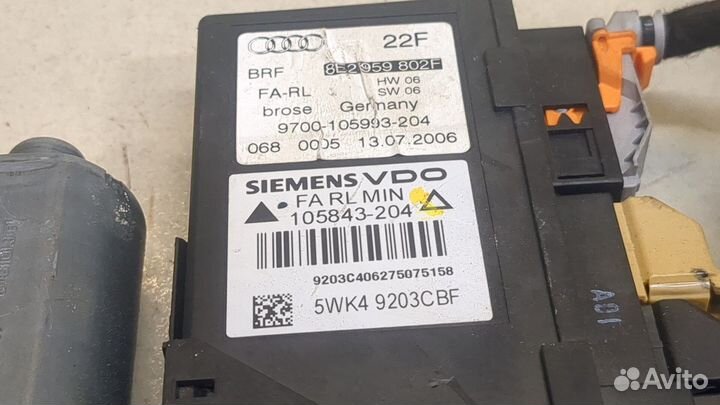 22F
BRF 8E2 959 802F
FA-RL HW 06
SW 06
brose Germany
9700-105993-204
068 0005 13.07.2006
SIEMENS VDO
FA RL MIN
105843-204
9203C406275075158
5WK4 9203CBF
A01
Avito